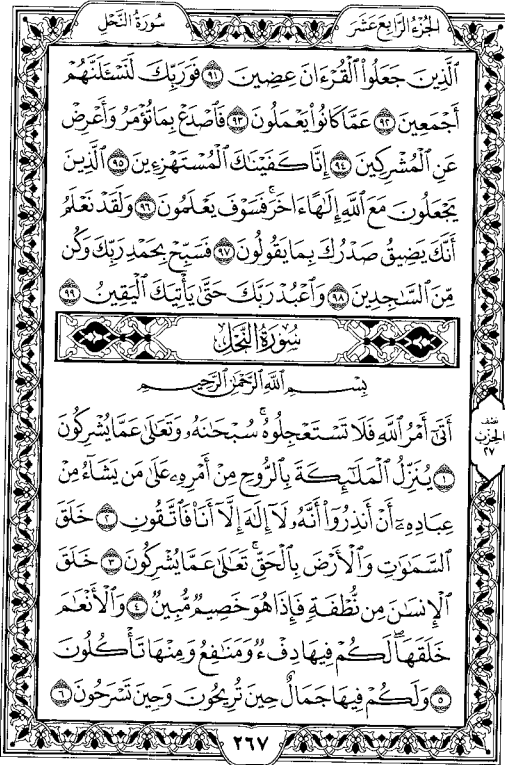 الجُزْءُ الرَّابِعَ عَشَرَ
سُورَةُ النَّحْلِ
ٱلَّذِينَ جَعَلُوا۟ ٱلْقُرْءَانَ عِضِينَ ٩١ فَوَرَبِّكَ لَنَسْـَٔلَنَّهُمْ
أَجْمَعِينَ ٩٢ عَمَّا كَانُوا۟ يَعْمَلُونَ ٩٣ فَٱصْدَعْ بِمَا تُؤْمَرُ وَأَعْرِضْ
عَنِ ٱلْمُشْرِكِينَ ٩٤ إِنَّا كَفَيْنَٰكَ ٱلْمُسْتَهْزِءِينَ ٩٥ ٱلَّذِينَ
يَجْعَلُونَ مَعَ ٱللَّهِ إِلَٰهًا ءَاخَرَ ۚ فَسَوْفَ يَعْلَمُونَ ٩٦ وَلَقَدْ نَعْلَمُ
أَنَّكَ يَضِيقُ صَدْرُكَ بِمَا يَقُولُونَ ٩٧ فَسَبِّحْ بِحَمْدِ رَبِّكَ وَكُن
مِّنَ ٱلسَّٰجِدِينَ ٩٨ وَٱعْبُدْ رَبَّكَ حَتَّىٰ يَأْتِيَكَ ٱلْيَقِينُ ٩٩
سُورَةُ النَّحْلِ
بِسْمِ ٱللَّهِ ٱلرَّحْمَٰنِ ٱلرَّحِيمِ
أَتَىٰٓ أَمْرُ ٱللَّهِ فَلَا تَسْتَعْجِلُوهُ ۚ سُبْحَٰنَهُۥ وَتَعَٰلَىٰ عَمَّا يُشْرِكُونَ
١ يُنَزِّلُ ٱلْمَلَٰٓئِكَةَ بِٱلرُّوحِ مِنْ أَمْرِهِۦ عَلَىٰ مَن يَشَآءُ مِنْ
عِبَادِهِۦٓ أَنْ أَنذِرُوٓا۟ أَنَّهُۥ لَآ إِلَٰهَ إِلَّآ أَنَا۠ فَٱتَّقُونِ ٢ خَلَقَ
ٱلسَّمَٰوَٰتِ وَٱلْأَرْضَ بِٱلْحَقِّ ۚ تَعَٰلَىٰ عَمَّا يُشْرِكُونَ ٣ خَلَقَ
ٱلْإِنسَٰنَ مِن نُّطْفَةٍ فَإِذَا هُوَ خَصِيمٌ مُّبِينٌ ٤ وَٱلْأَنْعَٰمَ
خَلَقَهَا ۗ لَكُمْ فِيهَا دِفْءٌ وَمَنَٰفِعُ وَمِنْهَا تَأْكُلُونَ
٥ وَلَكُمْ فِيهَا جَمَالٌ حِينَ تُرِيحُونَ وَحِينَ تَسْرَحُونَ ٦
نصف
الحزب
٢٧
٢٦٧